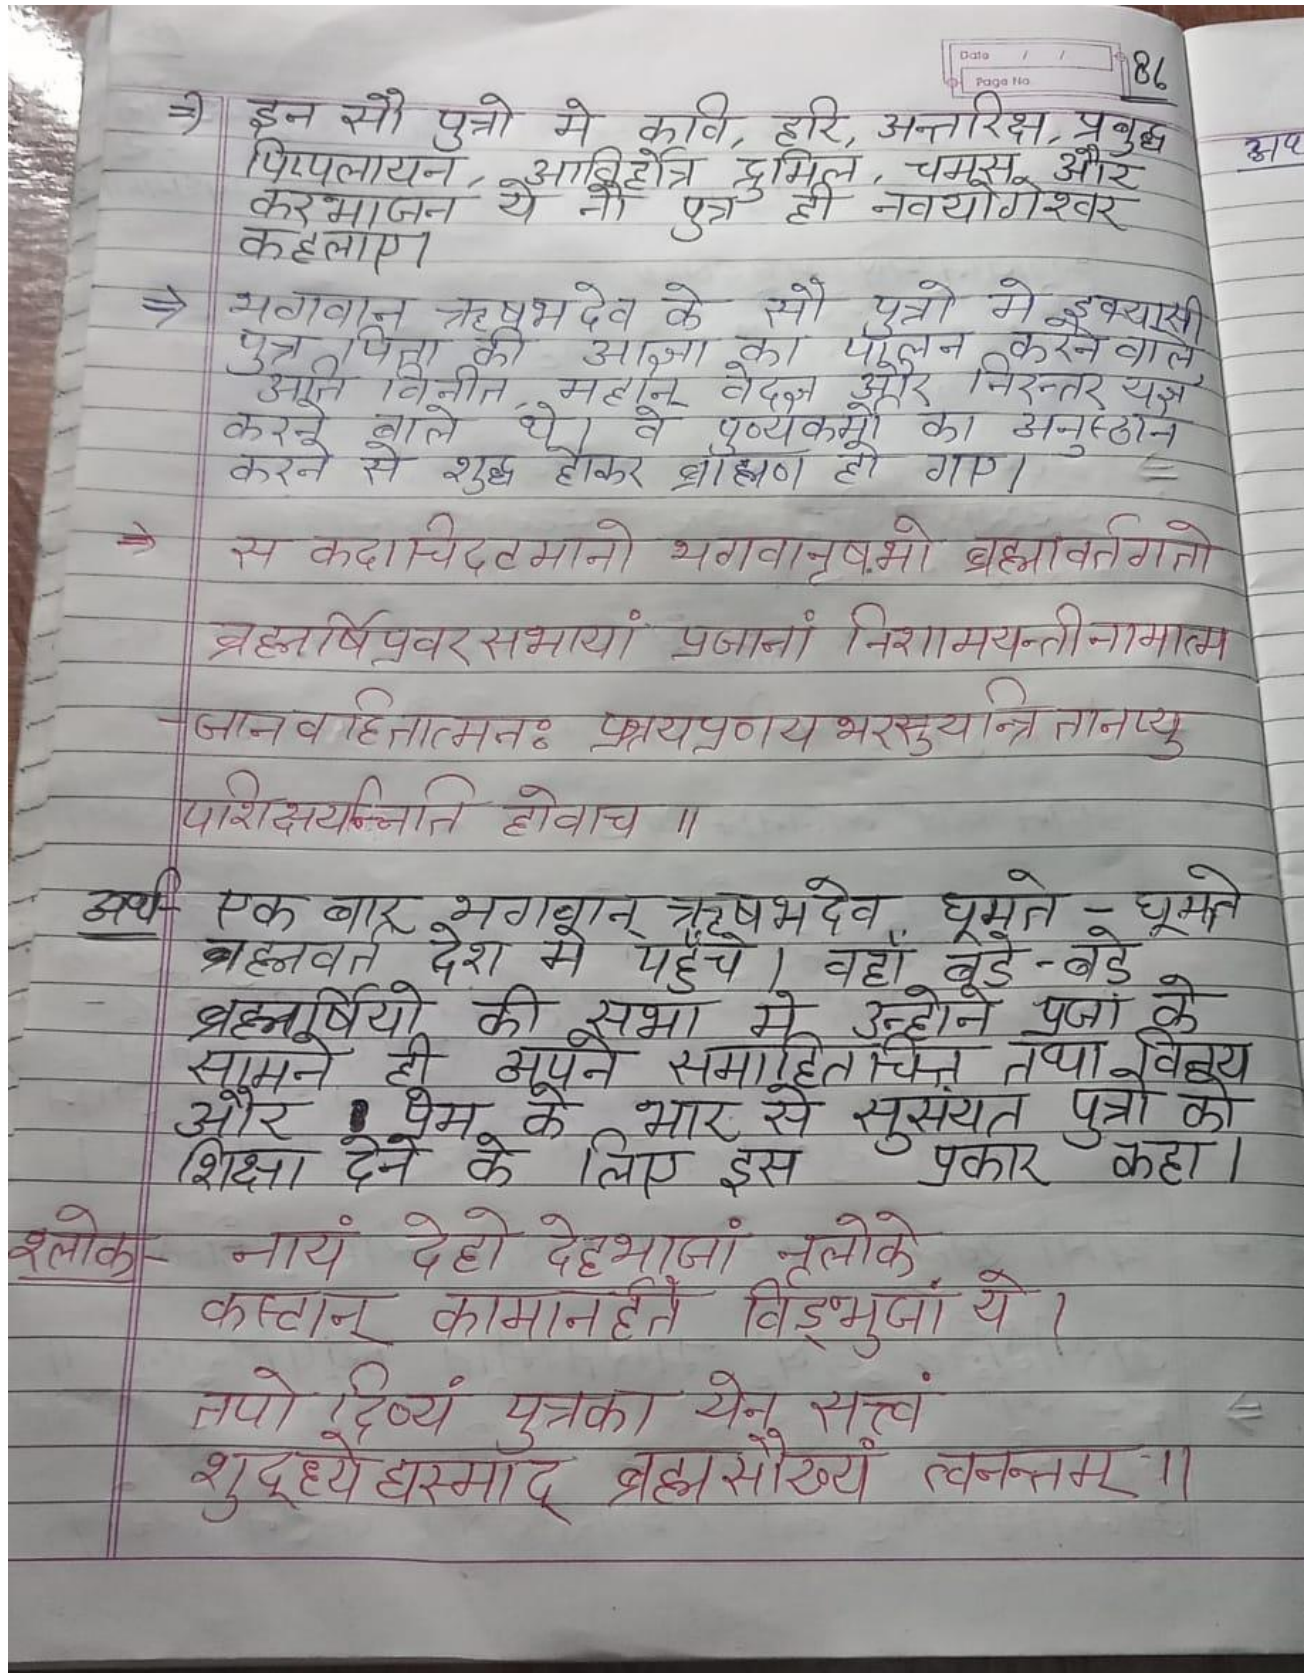 Date / /
Page No.
86
⇒ इन सौ पुत्रो मे कवि, हरि, अन्तरिक्ष, प्रबुद्ध
पिप्पलायन, आविर्होत्र द्रुमिल, चमस और
करभाजन ये नौ पुत्र ही नवयोगेश्वर
कहलाए।
⇒ भगवान ऋषभदेव के सौ पुत्रो मे इक्यासी
पुत्र पिता की आज्ञा का पालन करने वाले,
अति विनीत, महान् वेदज्ञ और निरन्तर यज्ञ
करने वाले थे। वे पुण्यकर्मो का अनुस्ठान
करने से शुद्ध होकर ब्राह्मण हो गए।
⇒ स कदाचिदटमानो भगवानृषभो ब्रह्मावर्तगतो
ब्रह्मर्षिप्रवरसभायां प्रजानां निशामयन्तीनामात्म
-जानवहितात्मनः प्रश्रयप्रणयभरसुयन्त्रितानप्यु
पशिक्षयन्निति होवाच ॥
अर्थ- एक बार भगवान् ऋषभदेव घूमते - घूमते
ब्रह्मवर्त देश मे पहुँचे। वहाँ बडे - बडे
ब्रह्मर्षियो की सभा मे उन्होने प्रजा के
सामने ही अपने समाहितचित्त तथा विनय
और प्रेम के भार से सुसंयत पुत्रो को
शिक्षा देने के लिए इस प्रकार कहा।
श्लोक- नायं देहो देहभाजां नृलोके
कस्टान् कामानर्हते विड्भुजां ये।
तपो दिव्यं पुत्रका येन सत्त्वं
शुद्ध्येद्यस्माद् ब्रह्मसौख्यं त्वनन्तम् ॥
अप